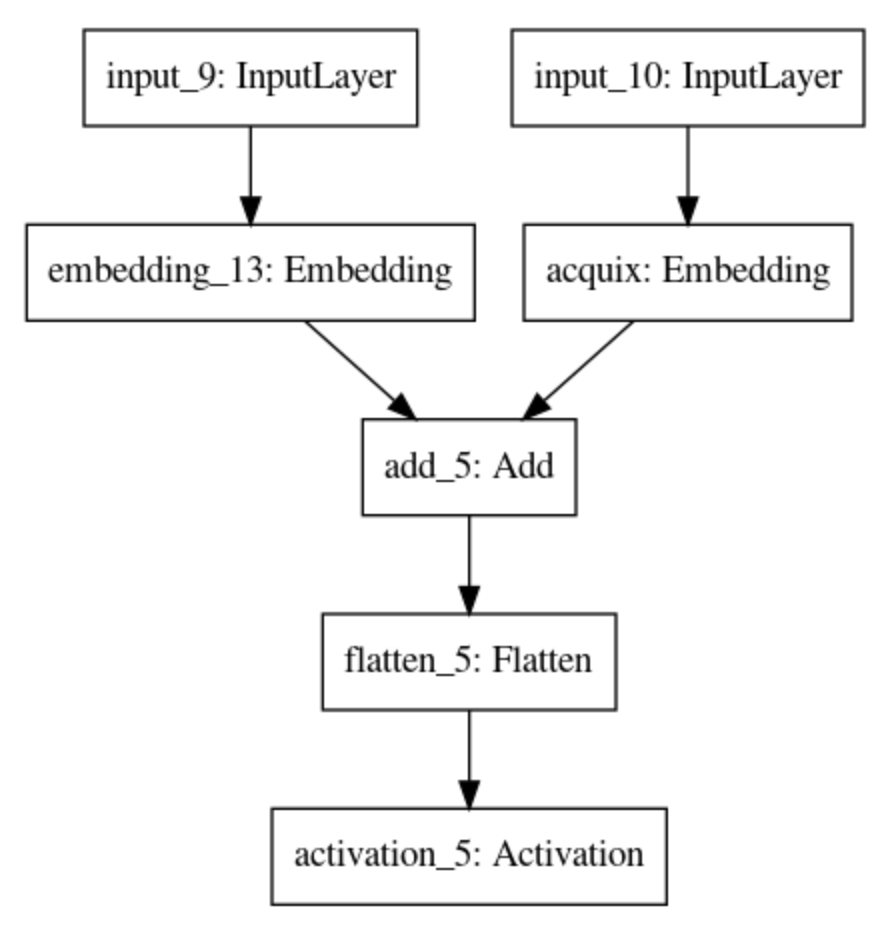 input_9: InputLayer
input_10: InputLayer
embedding_13: Embedding
acquix: Embedding
add_5: Add
flatten_5: Flatten
activation_5: Activation